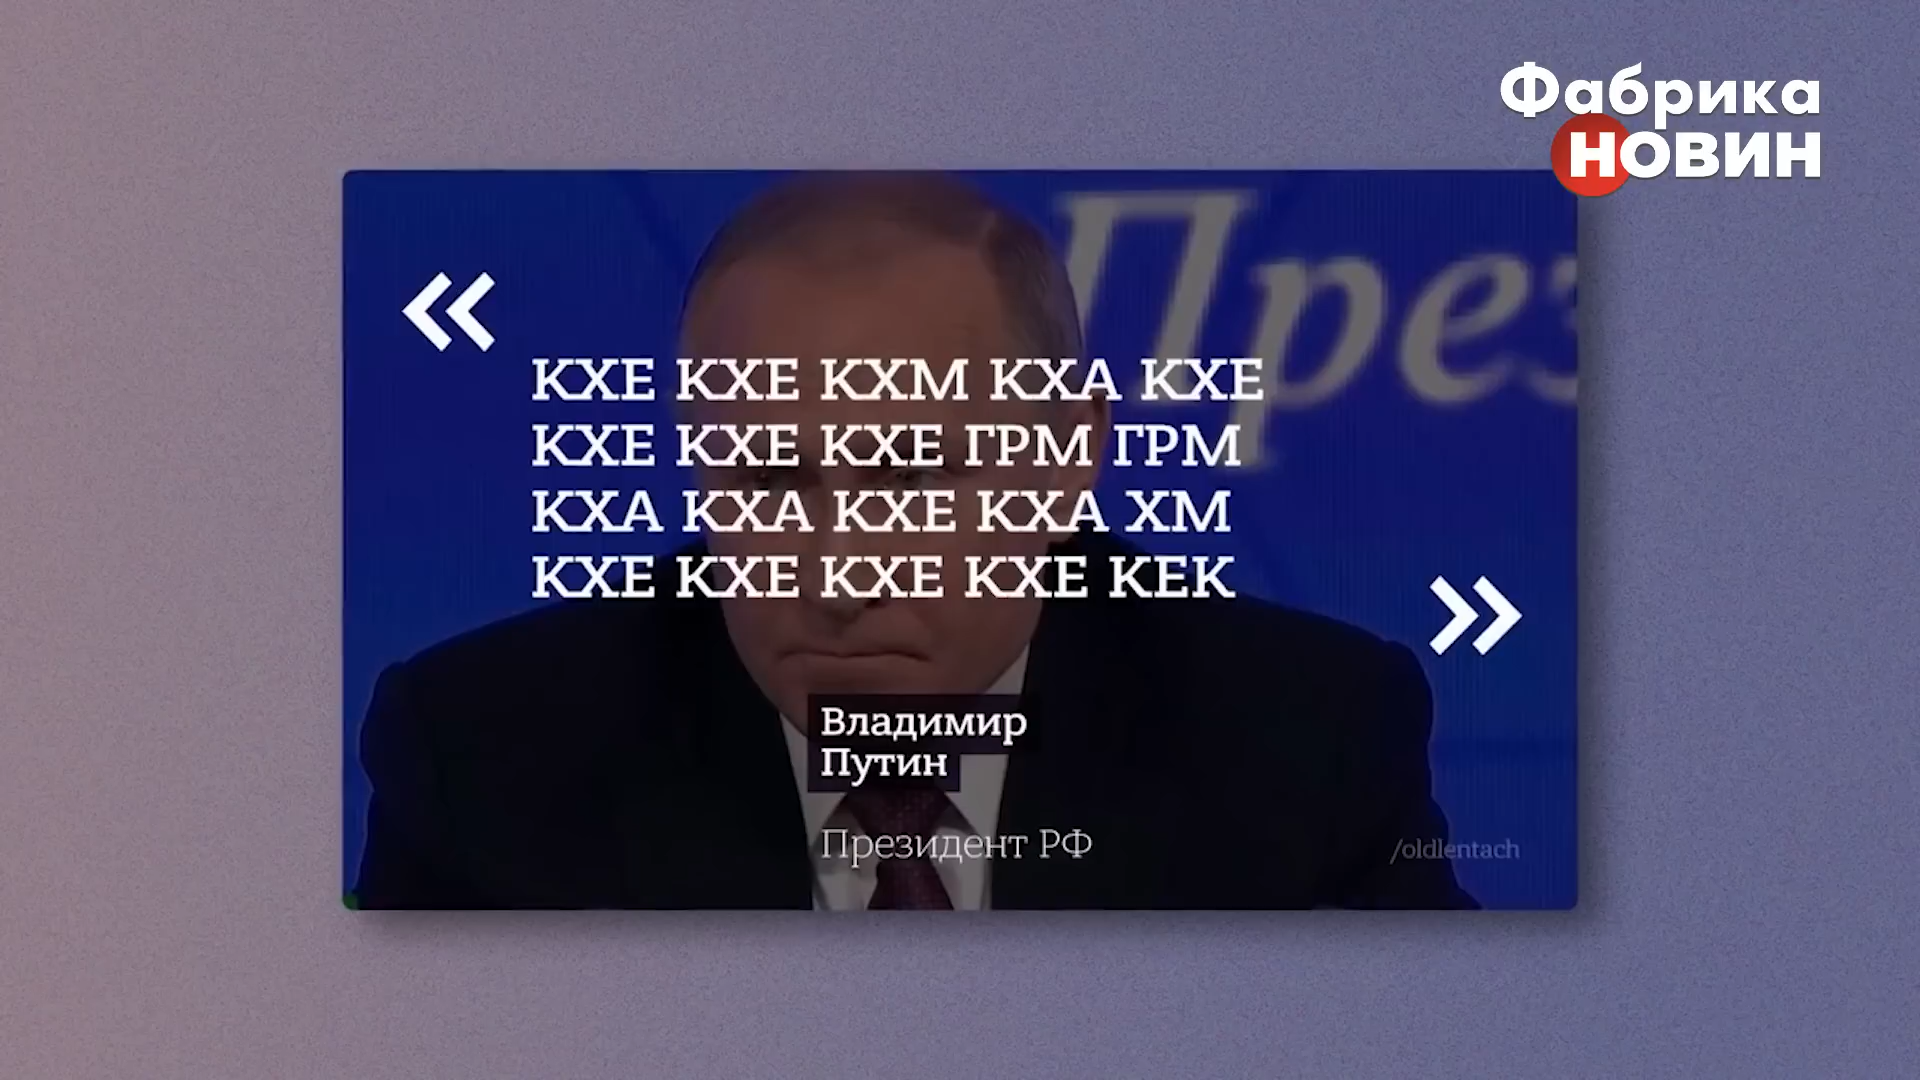 Фабрика
новин
През
«
КХЕ КХЕ КХМ КХА КХЕ
КХЕ КХЕ КХЕ ГРМ ГРМ
КХА КХА КХЕ КХА ХМ
КХЕ КХЕ КХЕ КХЕ КЕК
»
Владимир
Путин
Президент РФ
/oldlentach